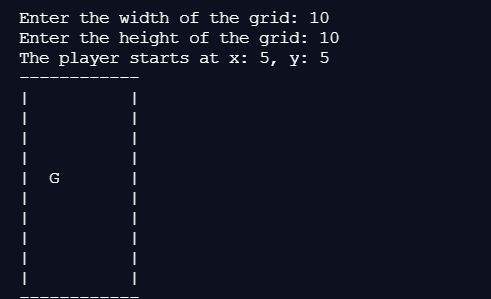 Enter the width of the grid: 10
Enter the height of the grid: 10
The player starts at x: 5, y: 5
------------
|          |
|          |
|          |
|          |
|  G       |
|          |
|          |
|          |
|          |
|          |
------------